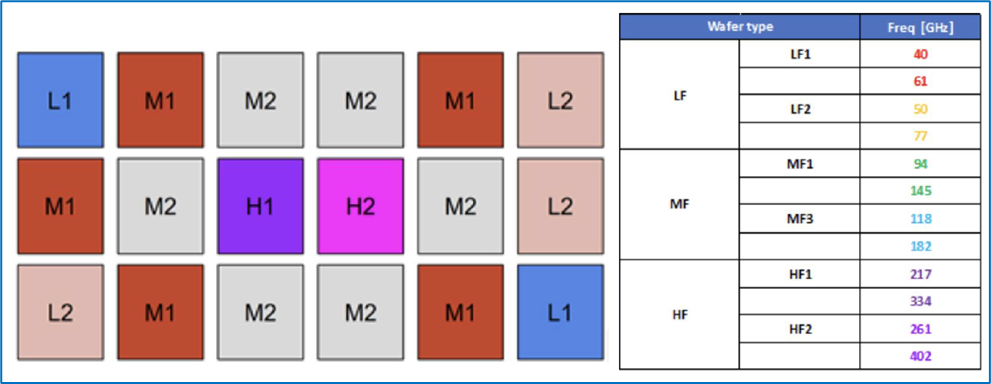 L1 M1 M2 M2 M1 L2
M1 M2 H1 H2 M2 L2
L2 M1 M2 M2 M1 L1
Wafer type Freq [GHz]
LF LF1 40
61
LF2 50
77
MF MF1 94
145
MF3 118
182
HF HF1 217
334
HF2 261
402